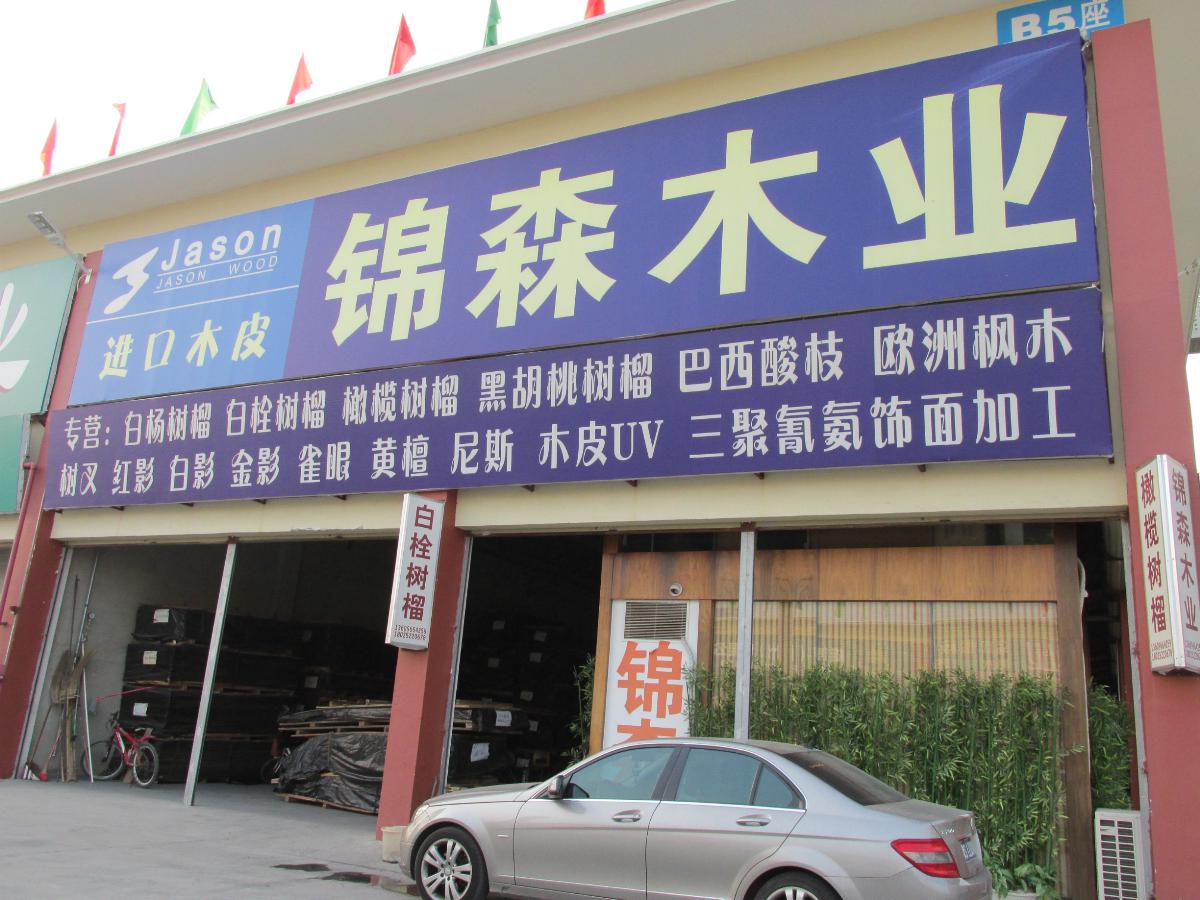 B5座
Jason
JASON WOOD
进口木皮
锦森木业
专营: 白杨树榴 白栓树榴 橄榄树榴 黑胡桃树榴 巴西酸枝 欧洲枫木
树叉 红影 白影 金影 雀眼 黄檀 尼斯 木皮UV 三聚氰氨饰面加工
白栓树榴
锦森木业
橄榄树榴
锦